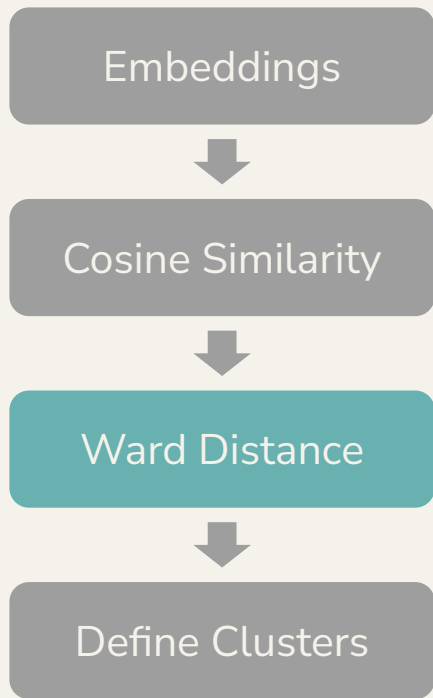 Embeddings
Cosine Similarity
Ward Distance
Define Clusters